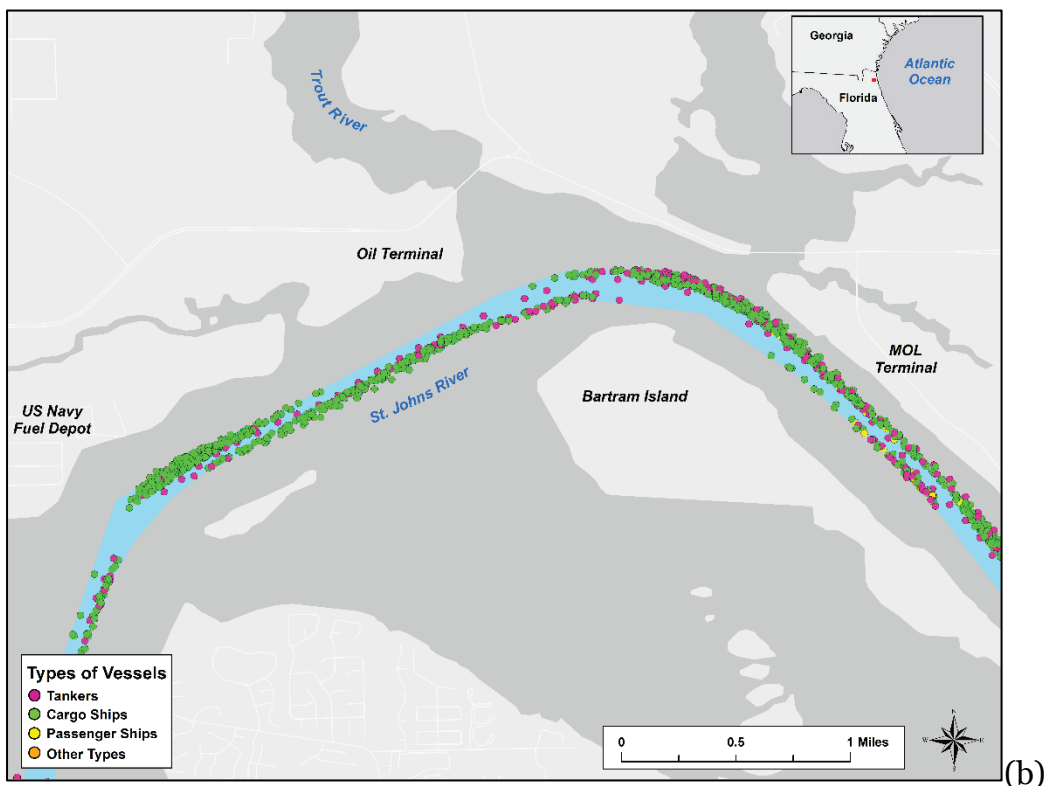 Georgia
Atlantic
Ocean
Florida
Trout River
Oil Terminal
MOL
Terminal
St. Johns River
Bartram Island
US Navy
Fuel Depot
Types of Vessels
Tankers
Cargo Ships
Passenger Ships
Other Types
0 0.5 1 Miles
N
W E
S
(b)